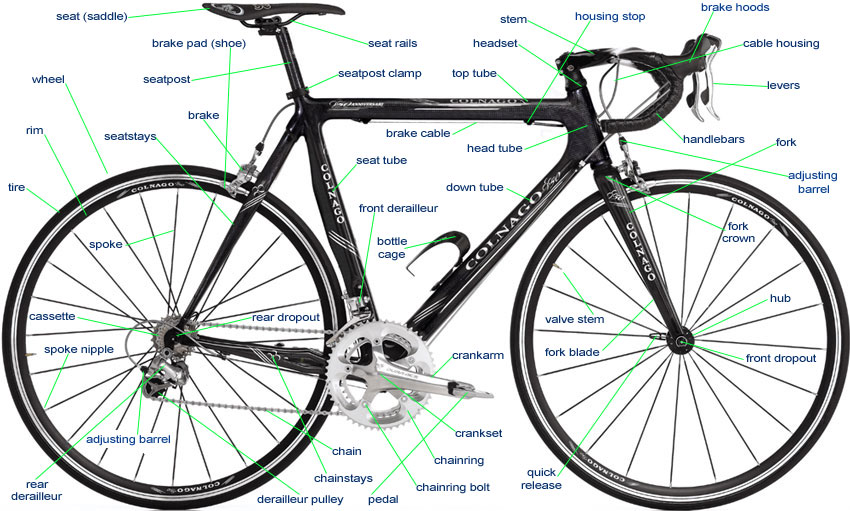 seat (saddle)
stem
housing stop
brake hoods
brake pad (shoe)
seat rails
headset
cable housing
wheel
seatpost
seatpost clamp
top tube
COLNAGO
levers
brake
brake cable
handlebars
rim
seatstays
head tube
fork
COLNAGO
seat tube
COLNAGO
adjusting
barrel
tire
down tube
COLNAGO
front derailleur
COLNAGO
spoke
bottle
cage
COLNAGO
fork
crown
cassette
rear dropout
valve stem
hub
spoke nipple
crankarm
fork blade
front dropout
adjusting barrel
chain
crankset
chainring
rear
derailleur
COLNAGO
derailleur pulley
chainstays
pedal
chainring bolt
quick
release
COLNAGO